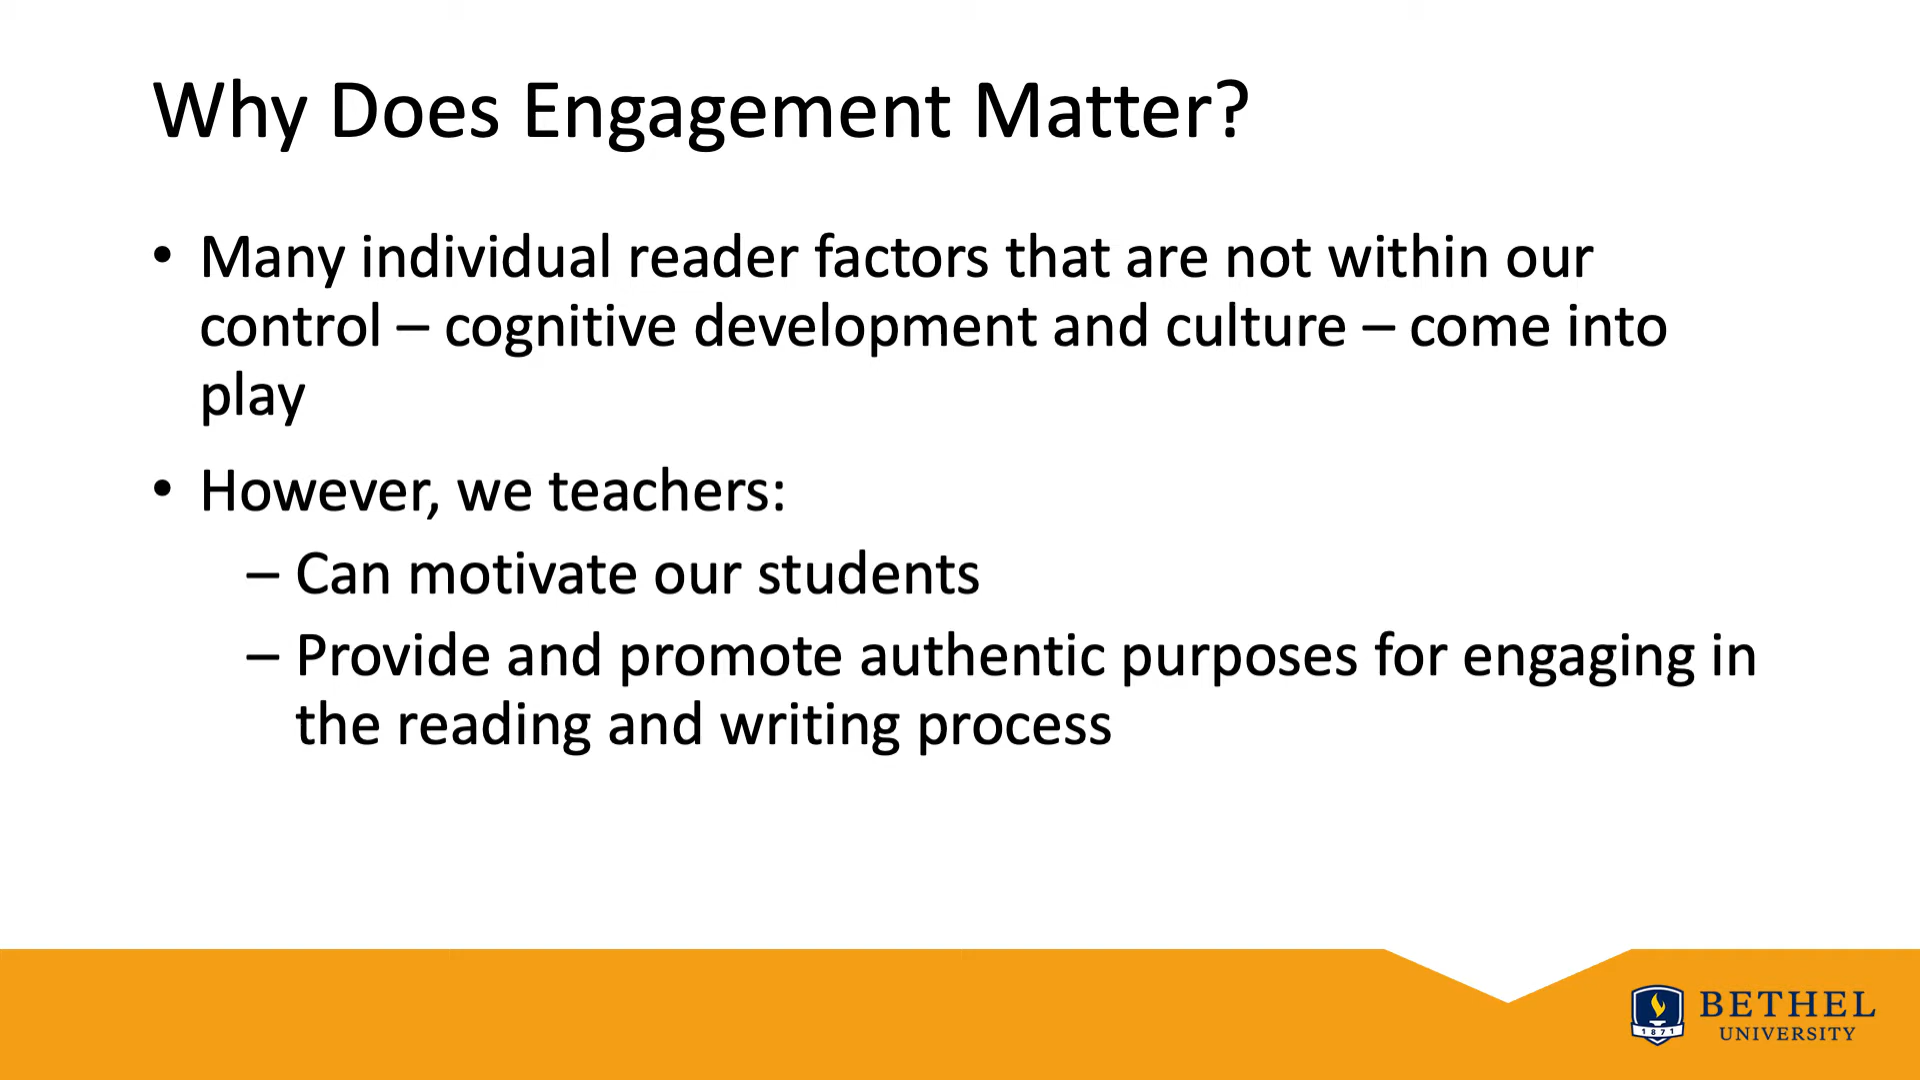 Why Does Engagement Matter?
• Many individual reader factors that are not within our
control – cognitive development and culture – come into
play
• However, we teachers:
– Can motivate our students
– Provide and promote authentic purposes for engaging in
the reading and writing process
1871
BETHEL
UNIVERSITY